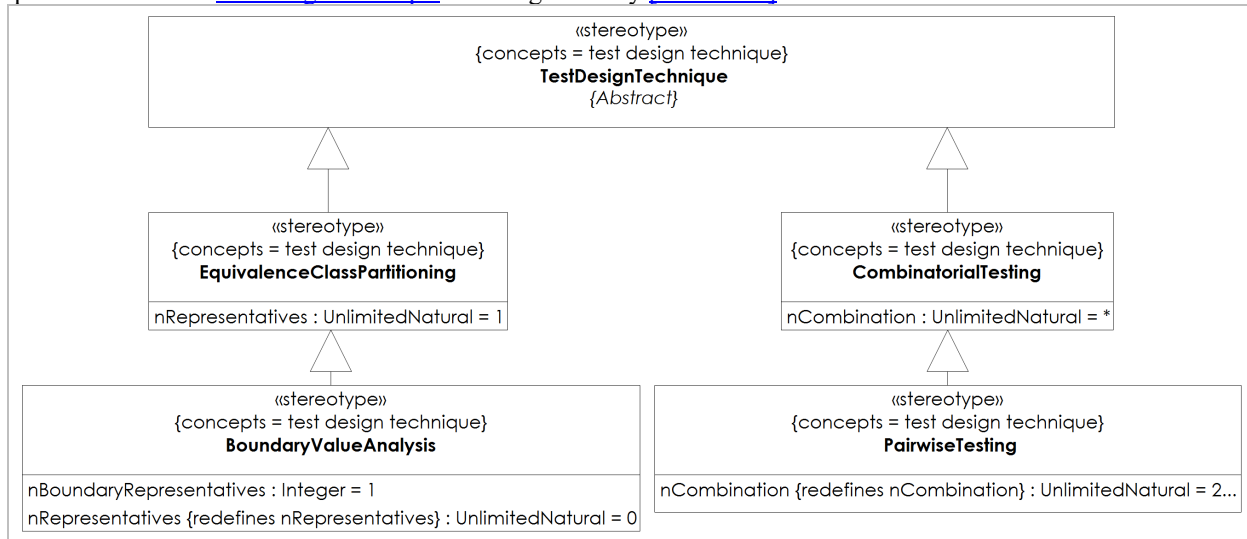 «stereotype»
{concepts = test design technique}
TestDesignTechnique
{Abstract}
«stereotype»
{concepts = test design technique}
EquivalenceClassPartitioning
nRepresentatives : UnlimitedNatural = 1
«stereotype»
{concepts = test design technique}
CombinatorialTesting
nCombination : UnlimitedNatural = *
«stereotype»
{concepts = test design technique}
BoundaryValueAnalysis
nBoundaryRepresentatives : Integer = 1
nRepresentatives {redefines nRepresentatives} : UnlimitedNatural = 0
«stereotype»
{concepts = test design technique}
PairwiseTesting
nCombination {redefines nCombination} : UnlimitedNatural = 2...